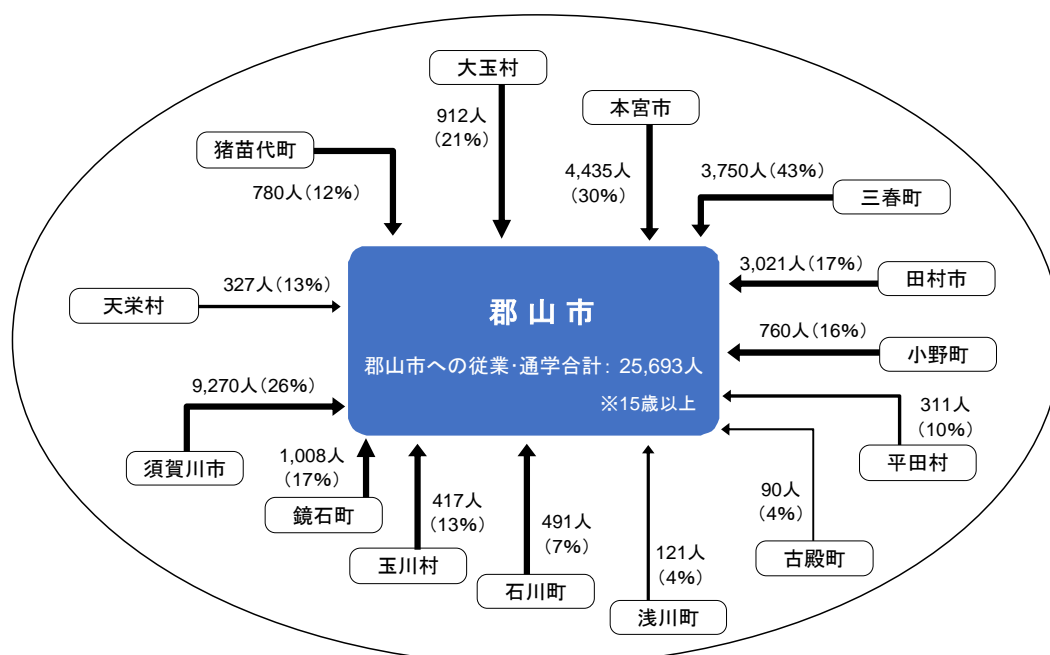 大玉村
912人
(21%)
本宮市
4,435人
(30%)
猪苗代町
780人(12%)
3,750人(43%)
三春町
天栄村
327人(13%)
3,021人(17%)
田村市
郡山市
郡山市への従業・通学合計: 25,693人
※15歳以上
760人(16%)
小野町
9,270人(26%)
須賀川市
311人
(10%)
平田村
1,008人
(17%)
鏡石町
417人
(13%)
玉川村
491人
(7%)
石川町
121人
(4%)
浅川町
90人
(4%)
古殿町